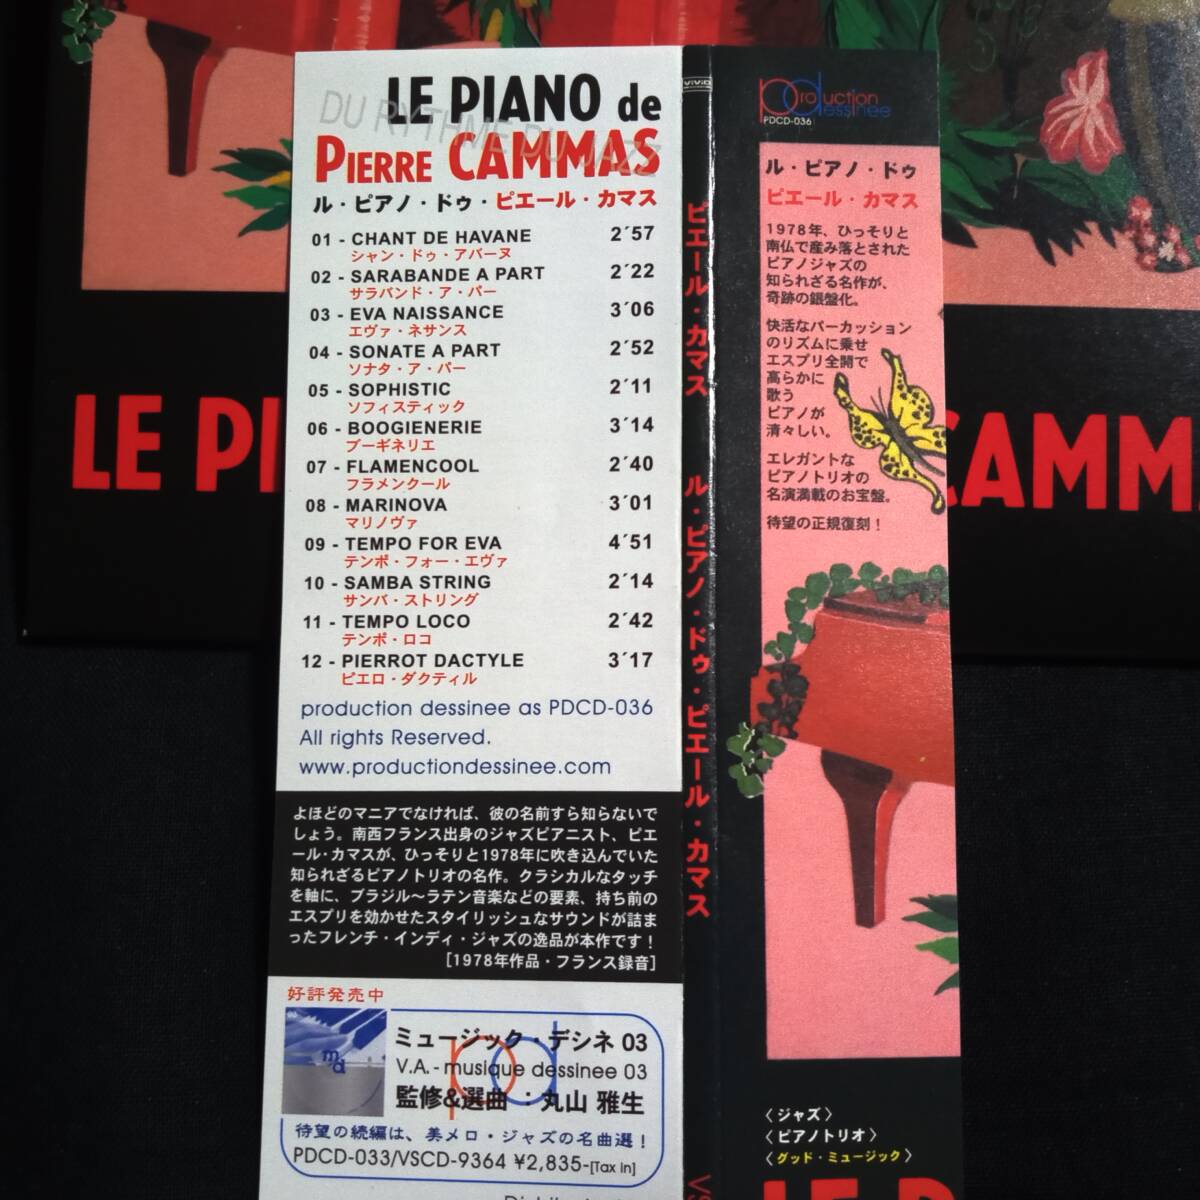 LE PIANO de
DU RYTHME DU JAZZ
PIERRE CAMMAS
ル・ピアノ・ドゥ・ピエール・カマス
01 - CHANT DE HAVANE 2´57
シャン・ドゥ・アバーヌ
02 - SARABANDE A PART 2´22
サラバンド・ア・パー
03 - EVA NAISSANCE 3´06
エヴァ・ネサンス
04 - SONATE A PART 2´52
ソナタ・ア・パー
05 - SOPHISTIC 2´11
ソフィスティック
06 - BOOGIENERIE 3´14
ブーギネリエ
07 - FLAMENCOOL 2´40
フラメンクール
08 - MARINOVA 3´01
マリノヴァ
09 - TEMPO FOR EVA 4´51
テンポ・フォー・エヴァ
10 - SAMBA STRING 2´14
サンバ・ストリング
11 - TEMPO LOCO 2´42
テンポ・ロコ
12 - PIERROT DACTYLE 3´17
ピエロ・ダクティル
production dessinee as PDCD-036
All rights Reserved.
www.productiondessinee.com
よほどのマニアでなければ、彼の名前すら知らないで
しょう。南西フランス出身のジャズピアニスト、ピエ
ール・カマスが、ひっそりと1978年に吹き込んでいた
知られざるピアノトリオの名作。クラシカルなタッチ
を軸に、ブラジル〜ラテン音楽などの要素、持ち前の
エスプリを効かせたスタイリッシュなサウンドが詰ま
ったフレンチ・インディ・ジャズの逸品が本作です！
[1978年作品・フランス録音]
好評発売中
md
ミュージック・デシネ 03
V.A. - musique dessinee 03
監修&選曲 ：丸山 雅生
pd
待望の続編は、美メロ・ジャズの名曲選！
PDCD-033/VSCD-9364 ¥2,835-[Tax in]
ViViD
ピエール・カマス
ル・ピアノ・ドゥ・ピエール・カマス
VS
production dessinee
PDCD-036
ル・ピアノ・ドゥ
ピエール・カマス
1978年、ひっそりと
南仏で産み落とされた
ピアノジャズの
知られざる名作が、
奇跡の銀盤化。
快活なパーカッション
のリズムに乗せ
エスプリ全開で
高らかに
歌う
ピアノが
清々しい。
エレガントな
ピアノトリオの
名演満載のお宝盤。
待望の正規復刻！
〈ジャズ〉
〈ピアノトリオ〉
〈グッド・ミュージック〉
LE PI
CAMM